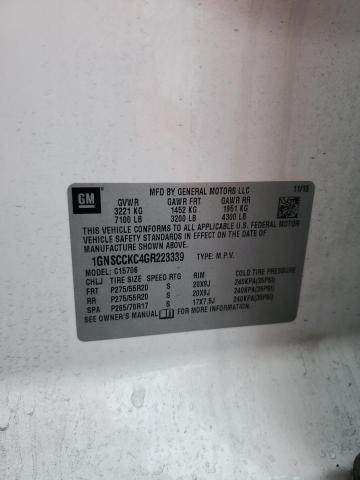 GM
MFD BY GENERAL MOTORS LLC 11/15
GVWR GAWR FRT GAWR RR
3221 KG 1452 KG 1951 KG
7100 LB 3200 LB 4300 LB
THIS VEHICLE CONFORMS TO ALL APPLICABLE U.S. FEDERAL MOTOR
VEHICLE SAFETY STANDARDS IN EFFECT ON THE DATE OF
MANUFACTURE SHOWN ABOVE.
1GNSCCKC4GR223339 TYPE: M.P.V.
MODEL: C15706
CHLJ TIRE SIZE SPEED RTG RIM COLD TIRE PRESSURE
FRT P275/55R20 S 20X9J 240KPA(35PSI)
RR P275/55R20 S 20X9J 240KPA(35PSI)
SPA P265/70R17 S 17X7.5J 240KPA(35PSI)
SEE OWNER'S MANUAL FOR MORE INFORMATION.